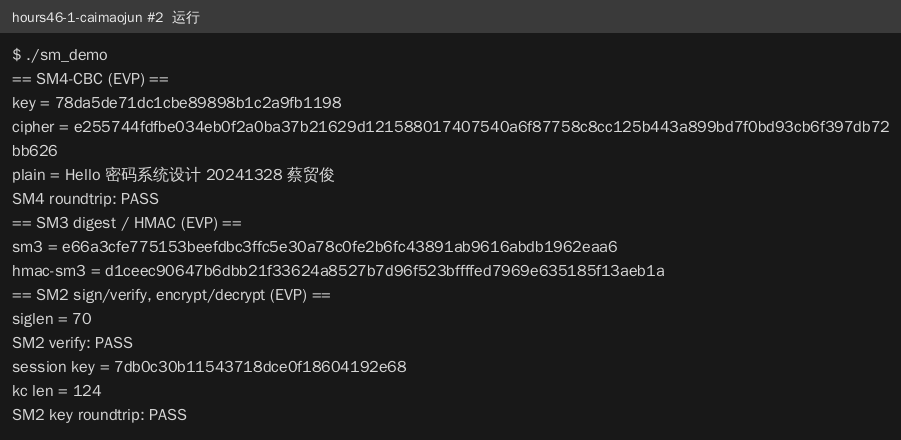 hours46-1-caimaojun #2 运行
$ ./sm_demo
== SM4-CBC (EVP) ==
key = 78da5de71dc1cbe89898b1c2a9fb1198
cipher = e255744fdfbe034eb0f2a0ba37b21629d121588017407540a6f87758c8cc125b443a899bd7f0bd93cb6f397db72
bb626
plain = Hello 密码系统设计 20241328 蔡贸俊
SM4 roundtrip: PASS
== SM3 digest / HMAC (EVP) ==
sm3 = e66a3cfe775153beefdbc3ffc5e30a78c0fe2b6fc43891ab9616abdb1962eaa6
hmac-sm3 = d1ceec90647b6dbb21f33624a8527b7d96f523bffffed7969e635185f13aeb1a
== SM2 sign/verify, encrypt/decrypt (EVP) ==
siglen = 70
SM2 verify: PASS
session key = 7db0c30b11543718dce0f18604192e68
kc len = 124
SM2 key roundtrip: PASS